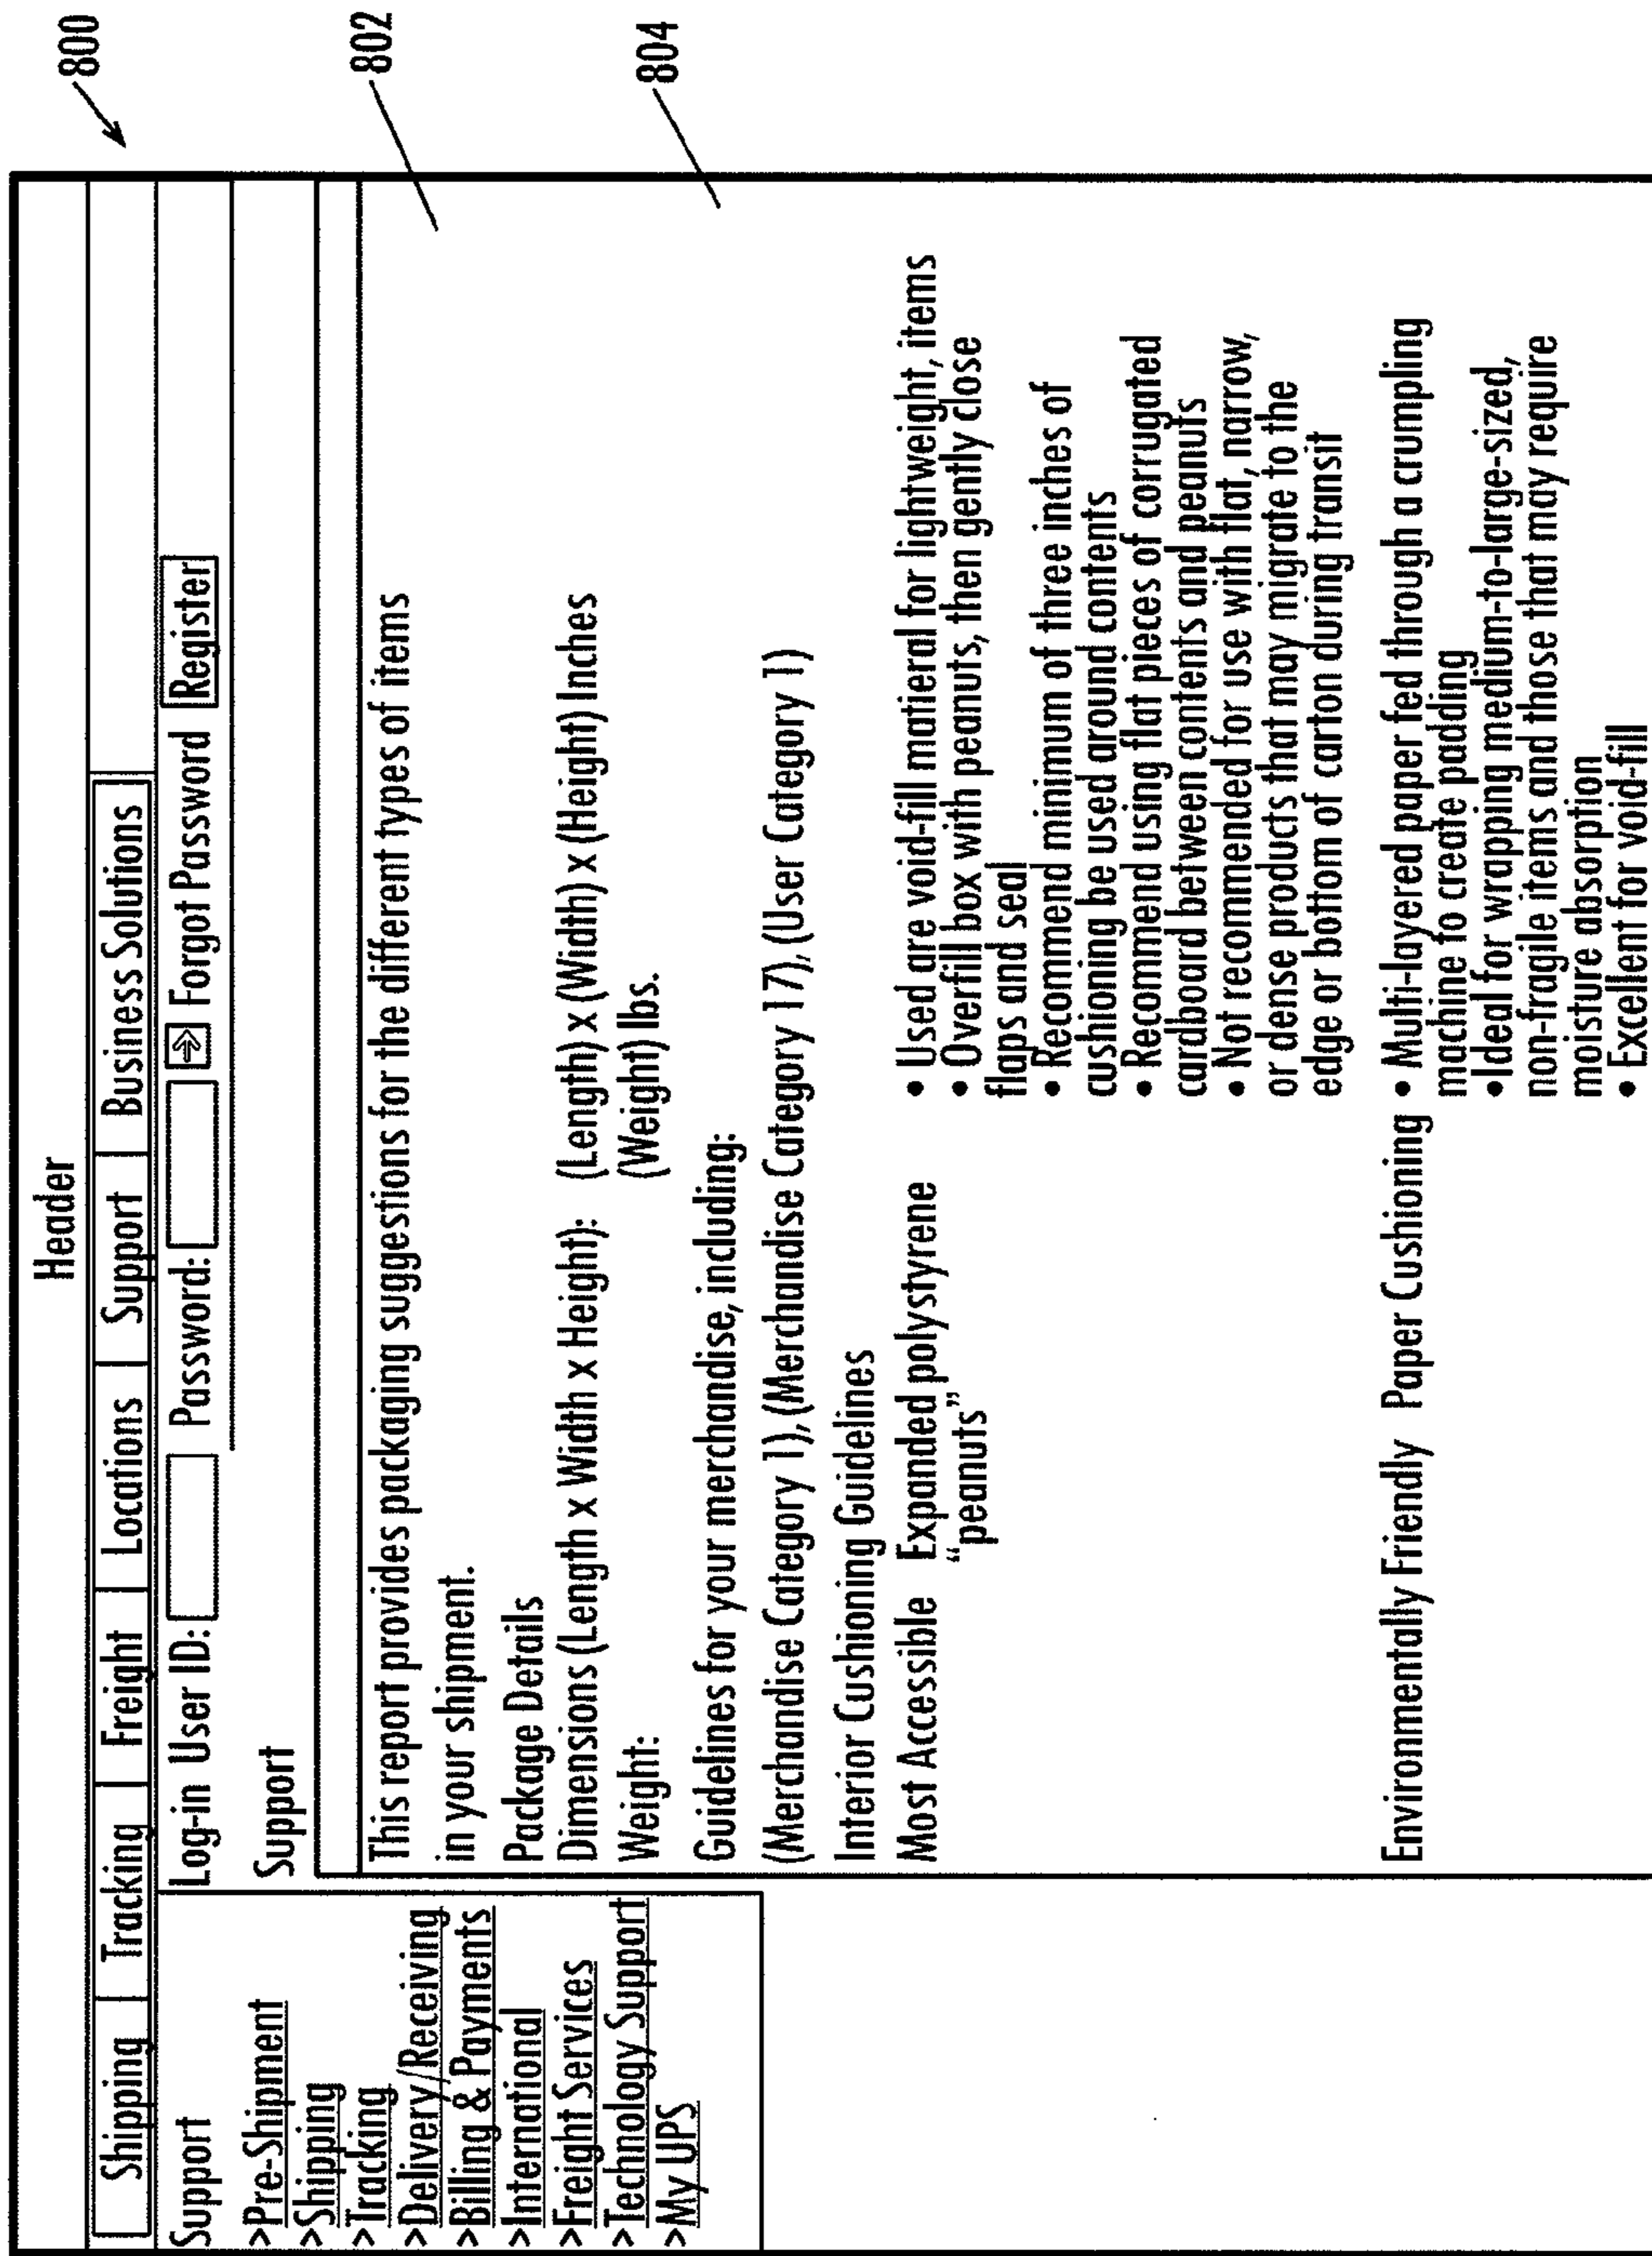 Header
Shipping
Tracking
Freight
Locations
Support
Business Solutions
Log-in User ID:
Password:
Forgot Password
Register
Support
>Pre-Shipment
>Shipping
>Tracking
>Delivery/Receiving
>Billing & Payments
>International
>Freight Services
>Technology Support
>My UPS
Support
This report provides packaging suggestions for the different types of items
in your shipment.
Package Details
Dimensions (Length x Width x Height): (Length) x (Width) x (Height) Inches
Weight: (Weight) lbs.
Guidelines for your merchandise, including:
(Merchandise Category 1), (Merchandise Category 17), (User Category 1)
Interior Cushioning Guidelines
Most Accessible Expanded polystyrene
“peanuts”
• Used are void-fill matieral for lightweight, items
• Overfill box with peanuts, then gently close
flaps and seal
• Recommend minimum of three inches of
cushioning be used around contents
• Recommend using flat pieces of corrugated
cardboard between contents and peanuts
• Not recommended for use with flat, narrow,
or dense products that may migrate to the
edge or bottom of carton during transit
Environmentally Friendly Paper Cushioning
• Multi-layered paper fed through a crumpling
machine to create padding
• Ideal for wrapping medium-to-large-sized,
non-fragile items and those that may require
moisture absorption
• Excellent for void-fill
800
802
804